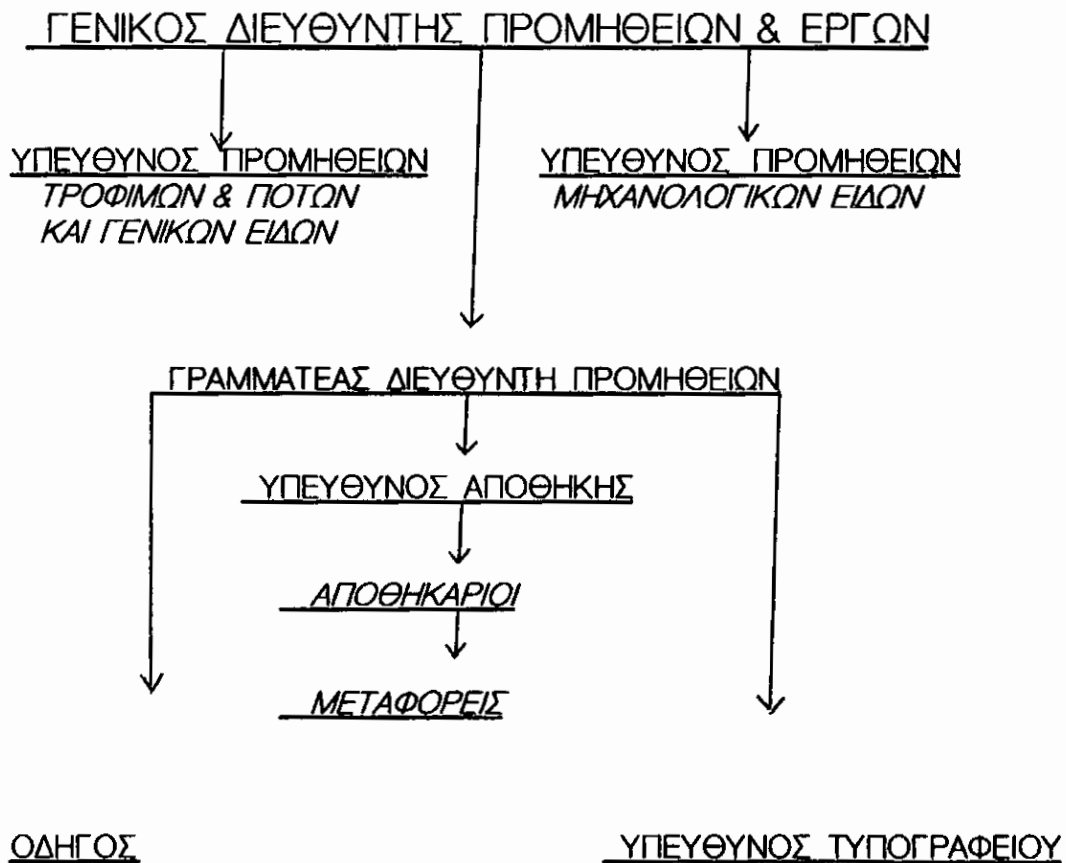 ΓΕΝΙΚΟΣ ΔΙΕΥΘΥΝΤΗΣ ΠΡΟΜΗΘΕΙΩΝ & ΕΡΓΩΝ
ΥΠΕΥΘΥΝΟΣ ΠΡΟΜΗΘΕΙΩΝ
ΤΡΟΦΙΜΩΝ & ΠΟΤΩΝ
ΚΑΙ ΓΕΝΙΚΩΝ ΕΙΔΩΝ
ΥΠΕΥΘΥΝΟΣ ΠΡΟΜΗΘΕΙΩΝ
ΜΗΧΑΝΟΛΟΓΙΚΩΝ ΕΙΔΩΝ
ΓΡΑΜΜΑΤΕΑΣ ΔΙΕΥΘΥΝΤΗ ΠΡΟΜΗΘΕΙΩΝ
ΥΠΕΥΘΥΝΟΣ ΑΠΟΘΗΚΗΣ
ΑΠΟΘΗΚΑΡΙΟΙ
ΜΕΤΑΦΟΡΕΙΣ
ΟΔΗΓΟΣ
ΥΠΕΥΘΥΝΟΣ ΤΥΠΟΓΡΑΦΕΙΟΥ